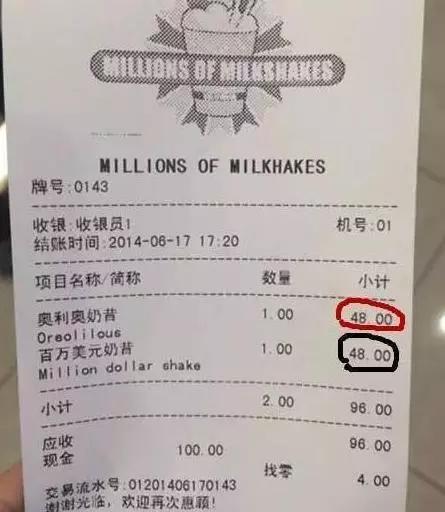 MILLIONS OF MILKSHAKES
MILLIONS OF MILKHAKES
牌号:0143
收银:收银员1 机号:01
结账时间:2014-06-17 17:20
项目名称/简称 数量 小计
奥利奥奶昔 1.00 48.00
Oreolilous
百万美元奶昔 1.00 48.00
Million dollar shake
小计 2.00 96.00
应收 96.00
现金 100.00
找零 4.00
交易流水号:01201406170143
谢谢光临，欢迎再次惠顾!